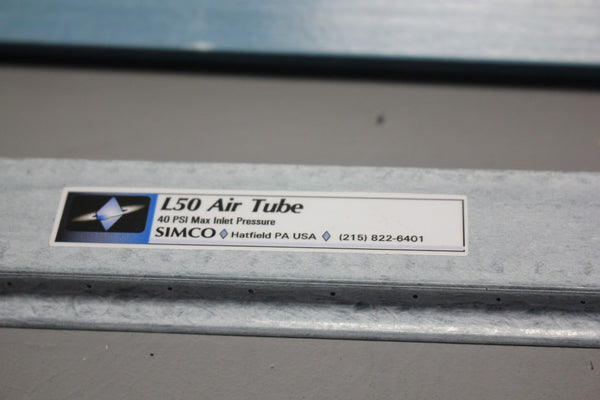 L50 Air Tube
40 PSI Max Inlet Pressure
SIMCO Hatfield PA USA (215) 822-6401